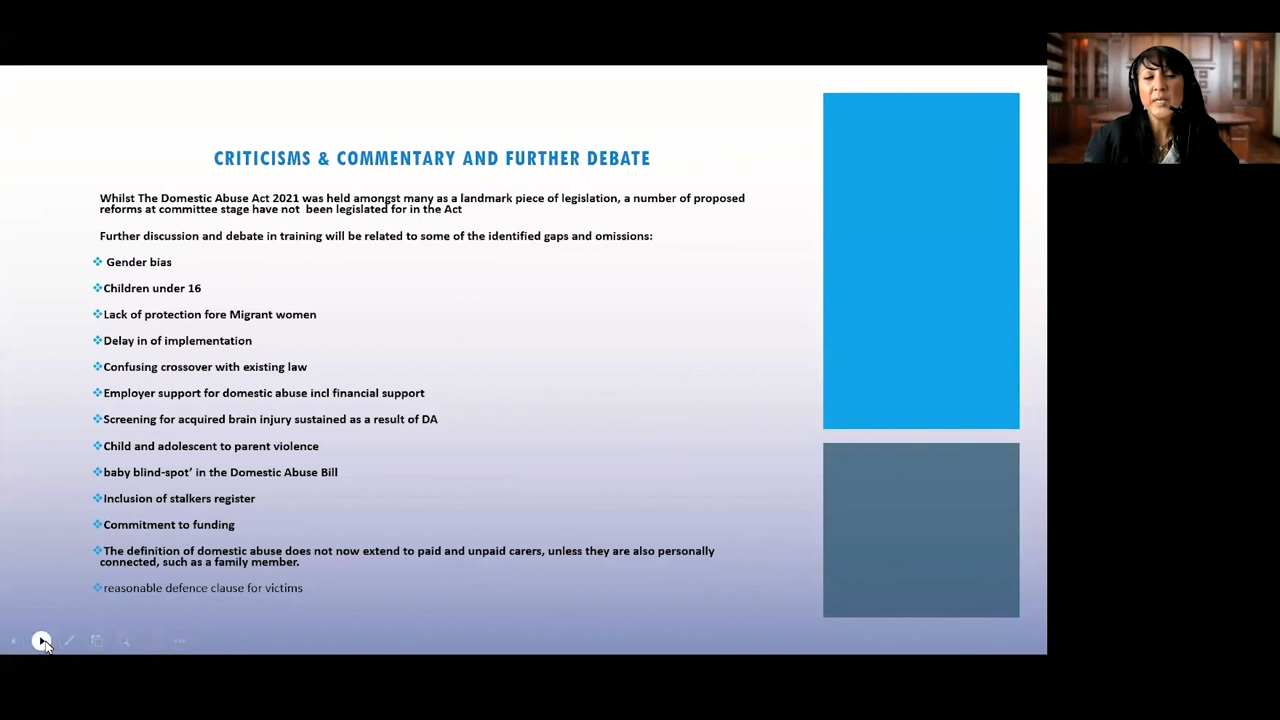 CRITICISMS & COMMENTARY AND FURTHER DEBATE
Whilst The Domestic Abuse Act 2021 was held amongst many as a landmark piece of legislation, a number of proposed
reforms at committee stage have not been legislated for in the Act
Further discussion and debate in training will be related to some of the identified gaps and omissions:
Gender bias
Children under 16
Lack of protection fore Migrant women
Delay in of implementation
Confusing crossover with existing law
Employer support for domestic abuse incl financial support
Screening for acquired brain injury sustained as a result of DA
Child and adolescent to parent violence
baby blind-spot’ in the Domestic Abuse Bill
Inclusion of stalkers register
Commitment to funding
The definition of domestic abuse does not now extend to paid and unpaid carers, unless they are also personally
connected, such as a family member.
reasonable defence clause for victims